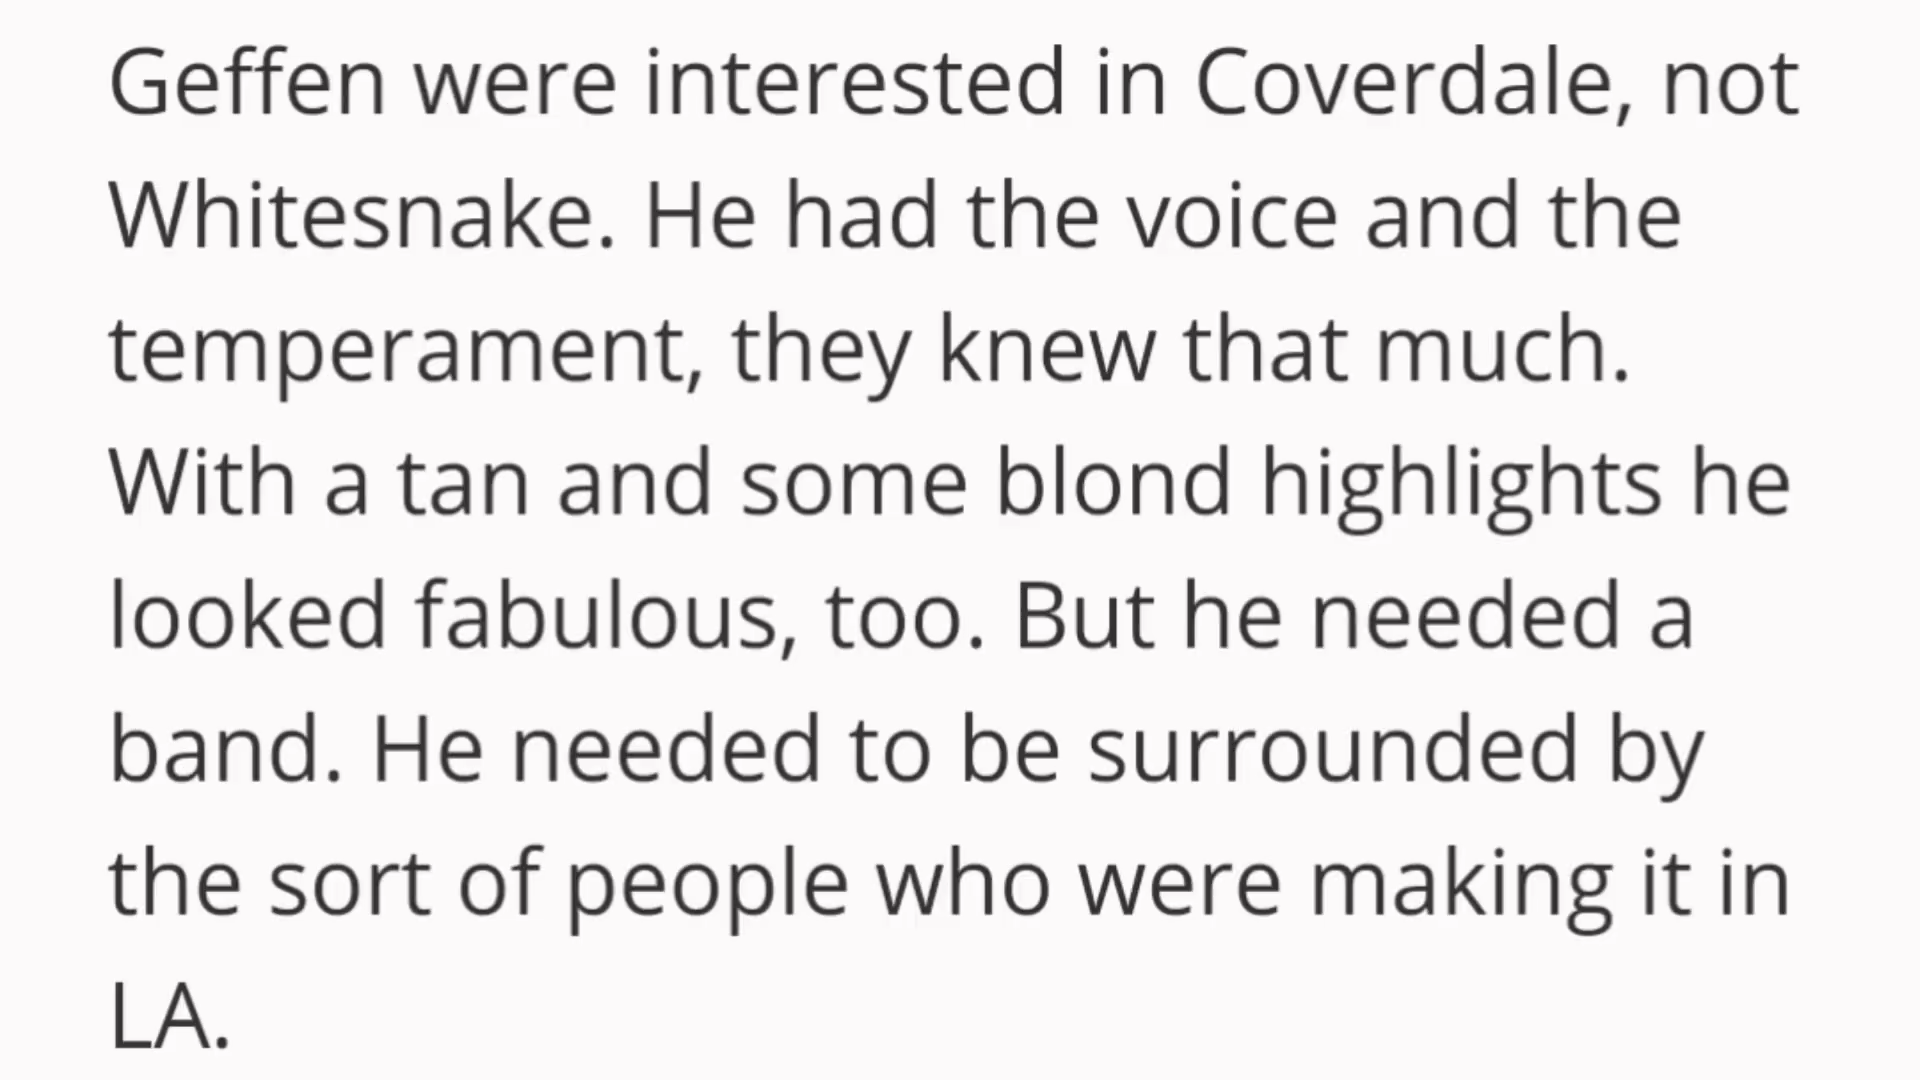 Geffen were interested in Coverdale, not
Whitesnake. He had the voice and the
temperament, they knew that much.
With a tan and some blond highlights he
looked fabulous, too. But he needed a
band. He needed to be surrounded by
the sort of people who were making it in
LA.